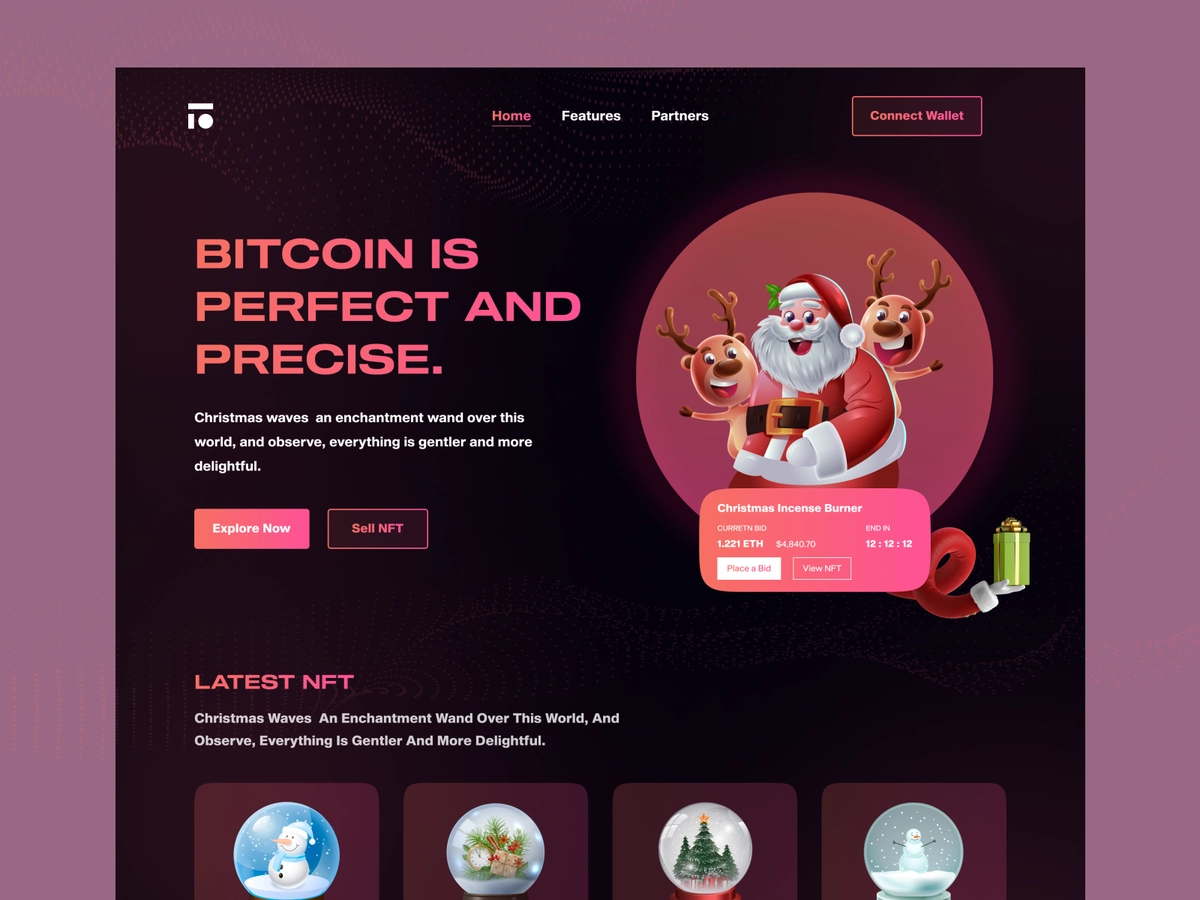 Home Features Partners Connect Wallet
BITCOIN IS
PERFECT AND
PRECISE.
Christmas waves an enchantment wand over this
world, and observe, everything is gentler and more
delightful.
Explore Now Sell NFT
Christmas Incense Burner
CURRETN BID END IN
1.221 ETH $4,840.70 12 : 12 : 12
Place a Bid View NFT
LATEST NFT
Christmas Waves An Enchantment Wand Over This World, And
Observe, Everything Is Gentler And More Delightful.